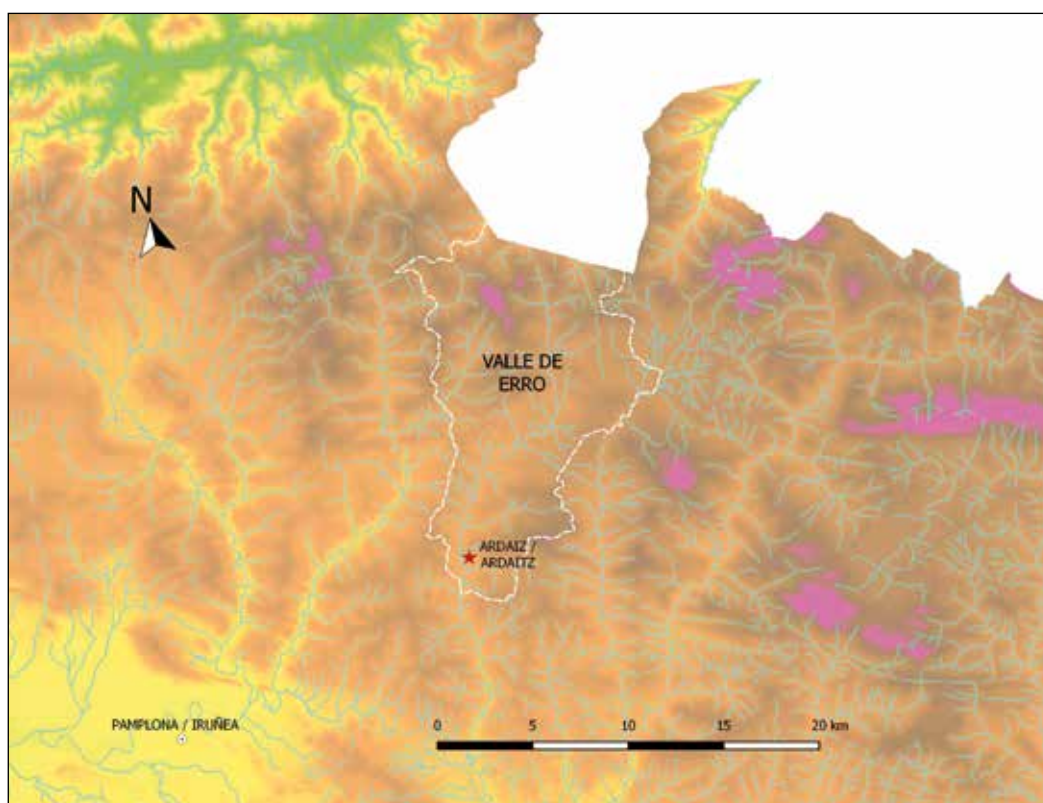 N
VALLE DE
ERRO
ARDAIZ /
ARDAITZ
PAMPLONA / IRUÑEA
0 5 10 15 20 km